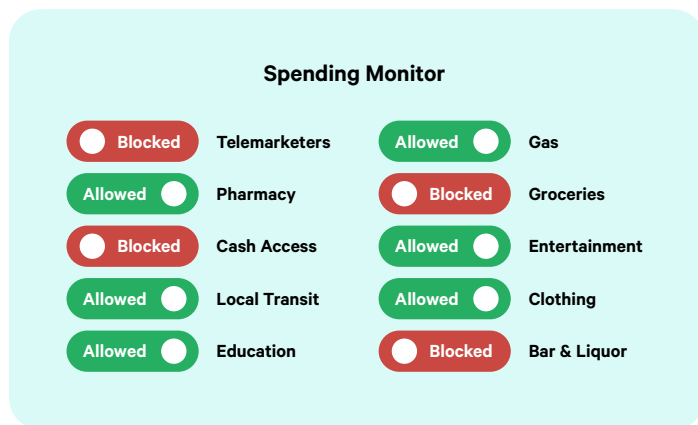 Spending Monitor
Blocked Telemarketers Allowed Gas
Allowed Pharmacy Blocked Groceries
Blocked Cash Access Allowed Entertainment
Allowed Local Transit Allowed Clothing
Allowed Education Blocked Bar & Liquor